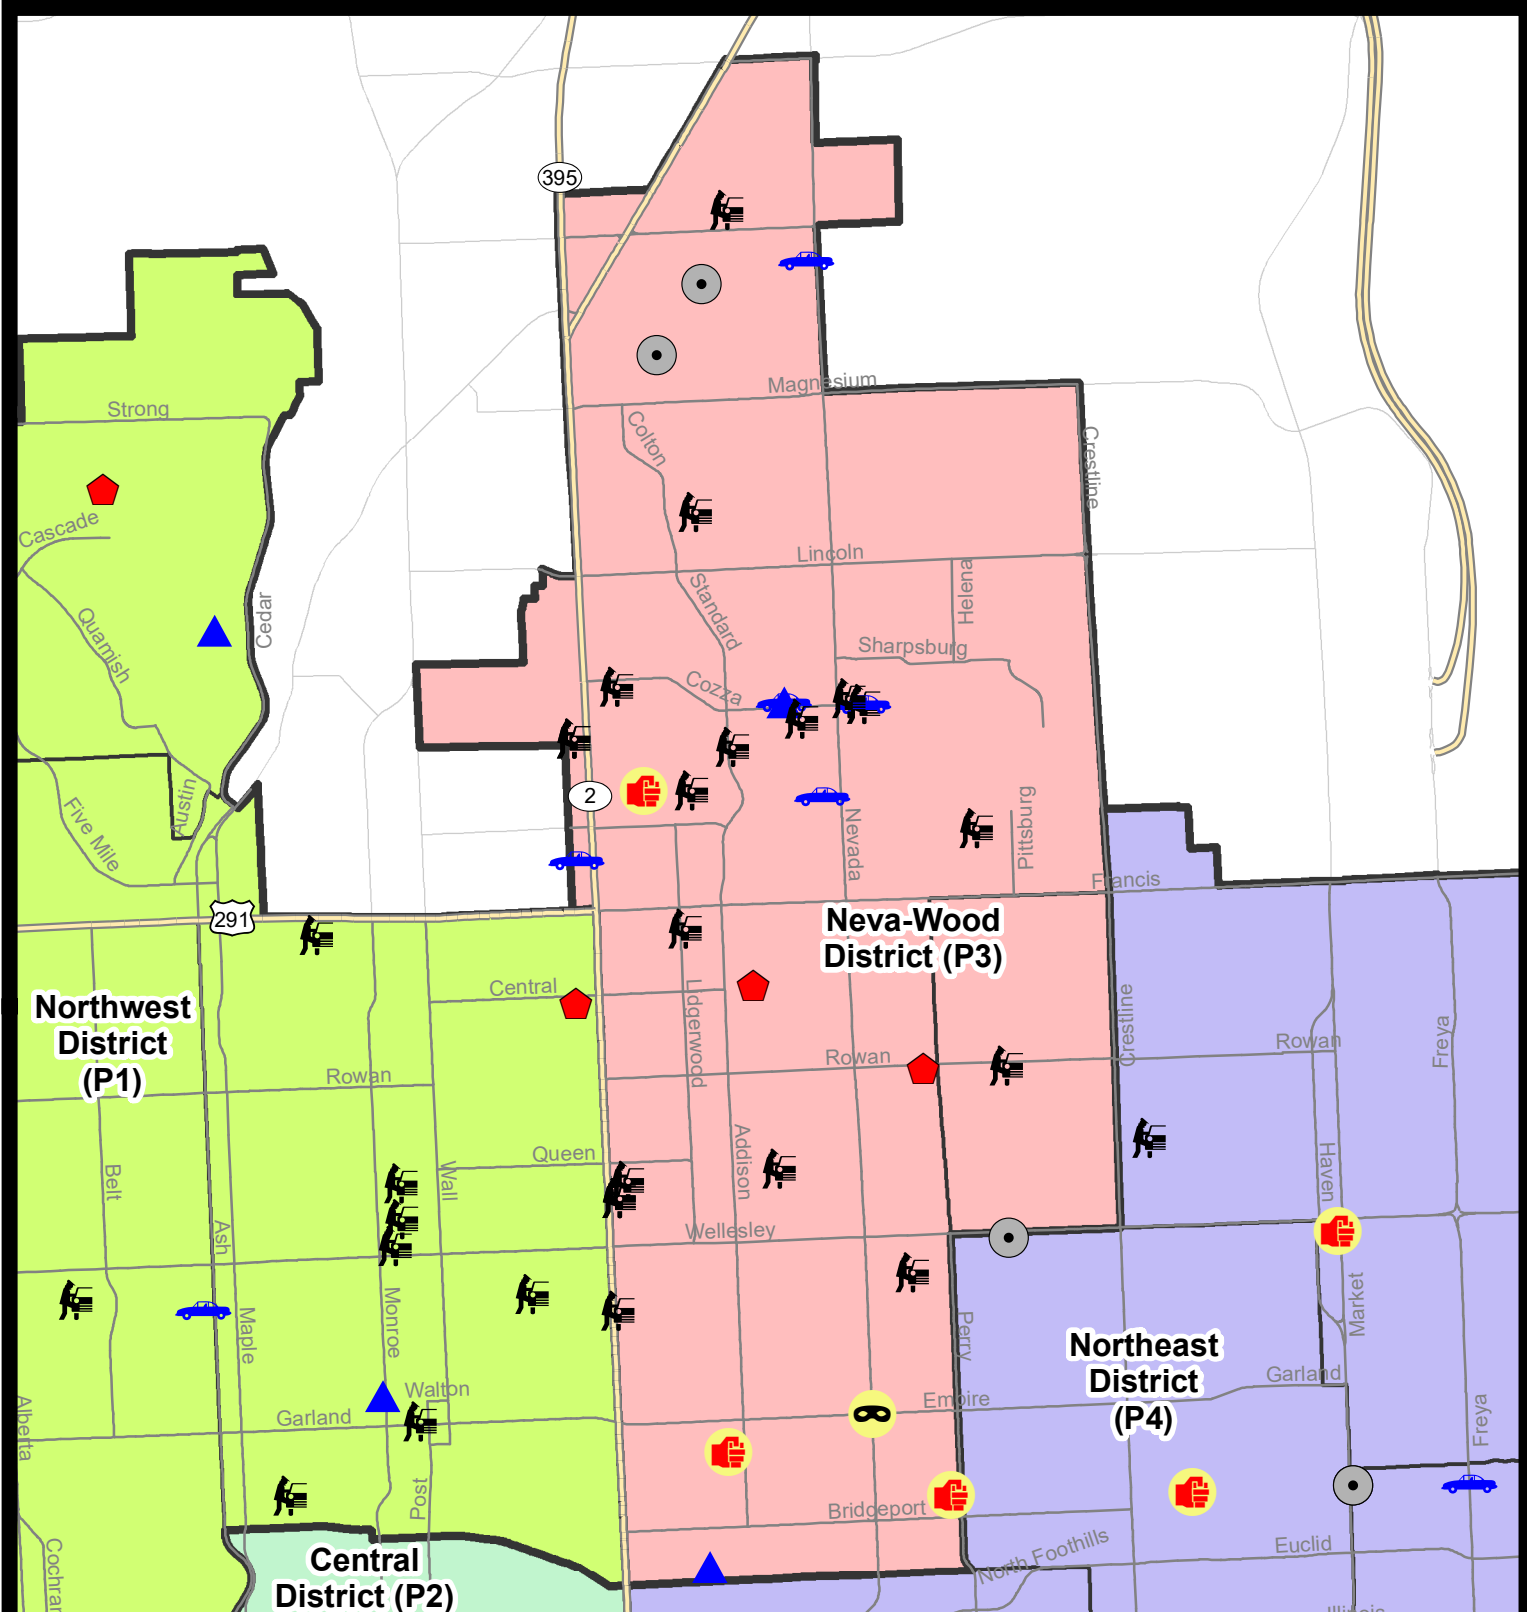 395
Magnesium
Strong
Colton
Crestline
Cascade
Lincoln
Helena
Standard
Cedar
Quamish
Sharpsburg
Cozza
Austin
2
Five Mile
Nevada
Pittsburg
Francis
291
Neva-Wood
District (P3)
Central
Lidgerwood
Northwest
District
(P1)
Crestline
Freya
Rowan
Rowan
Rowan
Addison
Queen
Wall
Belt
Haven
Ash
Wellesley
Monroe
Maple
Market
Perry
Northeast
District
(P4)
Walton
Garland
Empire
Garland
Alberta
Freya
Post
Bridgeport
North Foothills
Euclid
Cochran
Central
District (P2)